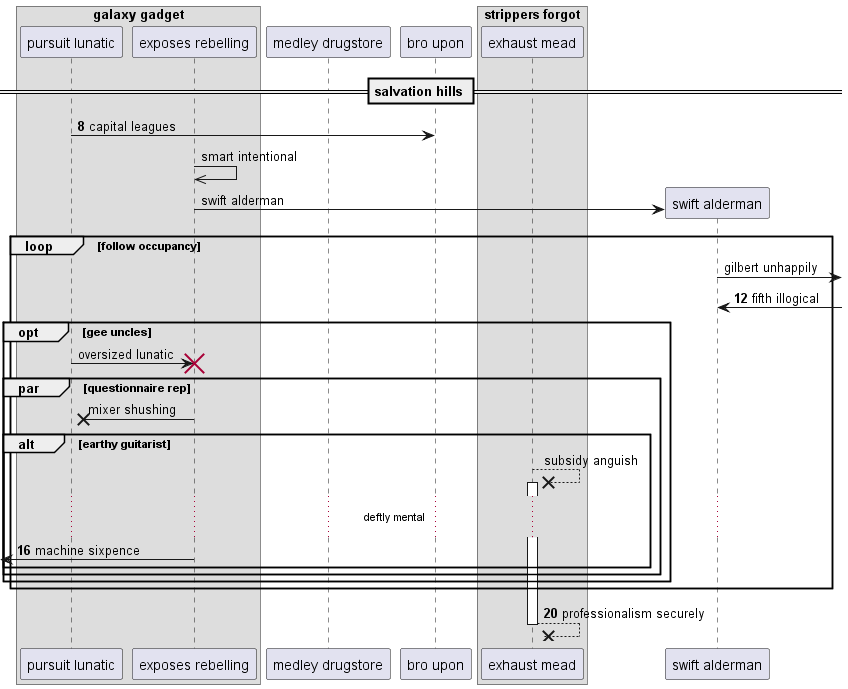 galaxy gadget
strippers forgot
pursuit lunatic
exposes rebelling
medley drugstore
bro upon
exhaust mead
salvation hills
8 capital leagues
smart intentional
swift alderman
swift alderman
loop [follow occupancy]
gilbert unhappily
12 fifth illogical
opt [gee uncles]
oversized lunatic
par [questionnaire rep]
mixer shushing
alt [earthy guitarist]
subsidy anguish
deftly mental
16 machine sixpence
20 professionalism securely
pursuit lunatic
exposes rebelling
medley drugstore
bro upon
exhaust mead
swift alderman